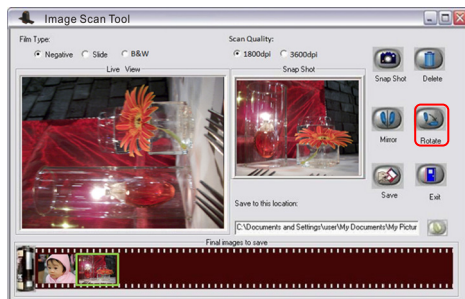 Image Scan Tool
Film Type:
Negative Slide B&W
Scan Quality:
1800dpi 3600dpi
Live View
Snap Shot
Snap Shot Delete
Mirror Rotate
Save Exit
Save to this location:
C:\Documents and Settings\user\My Documents\My Pictur
Final images to save